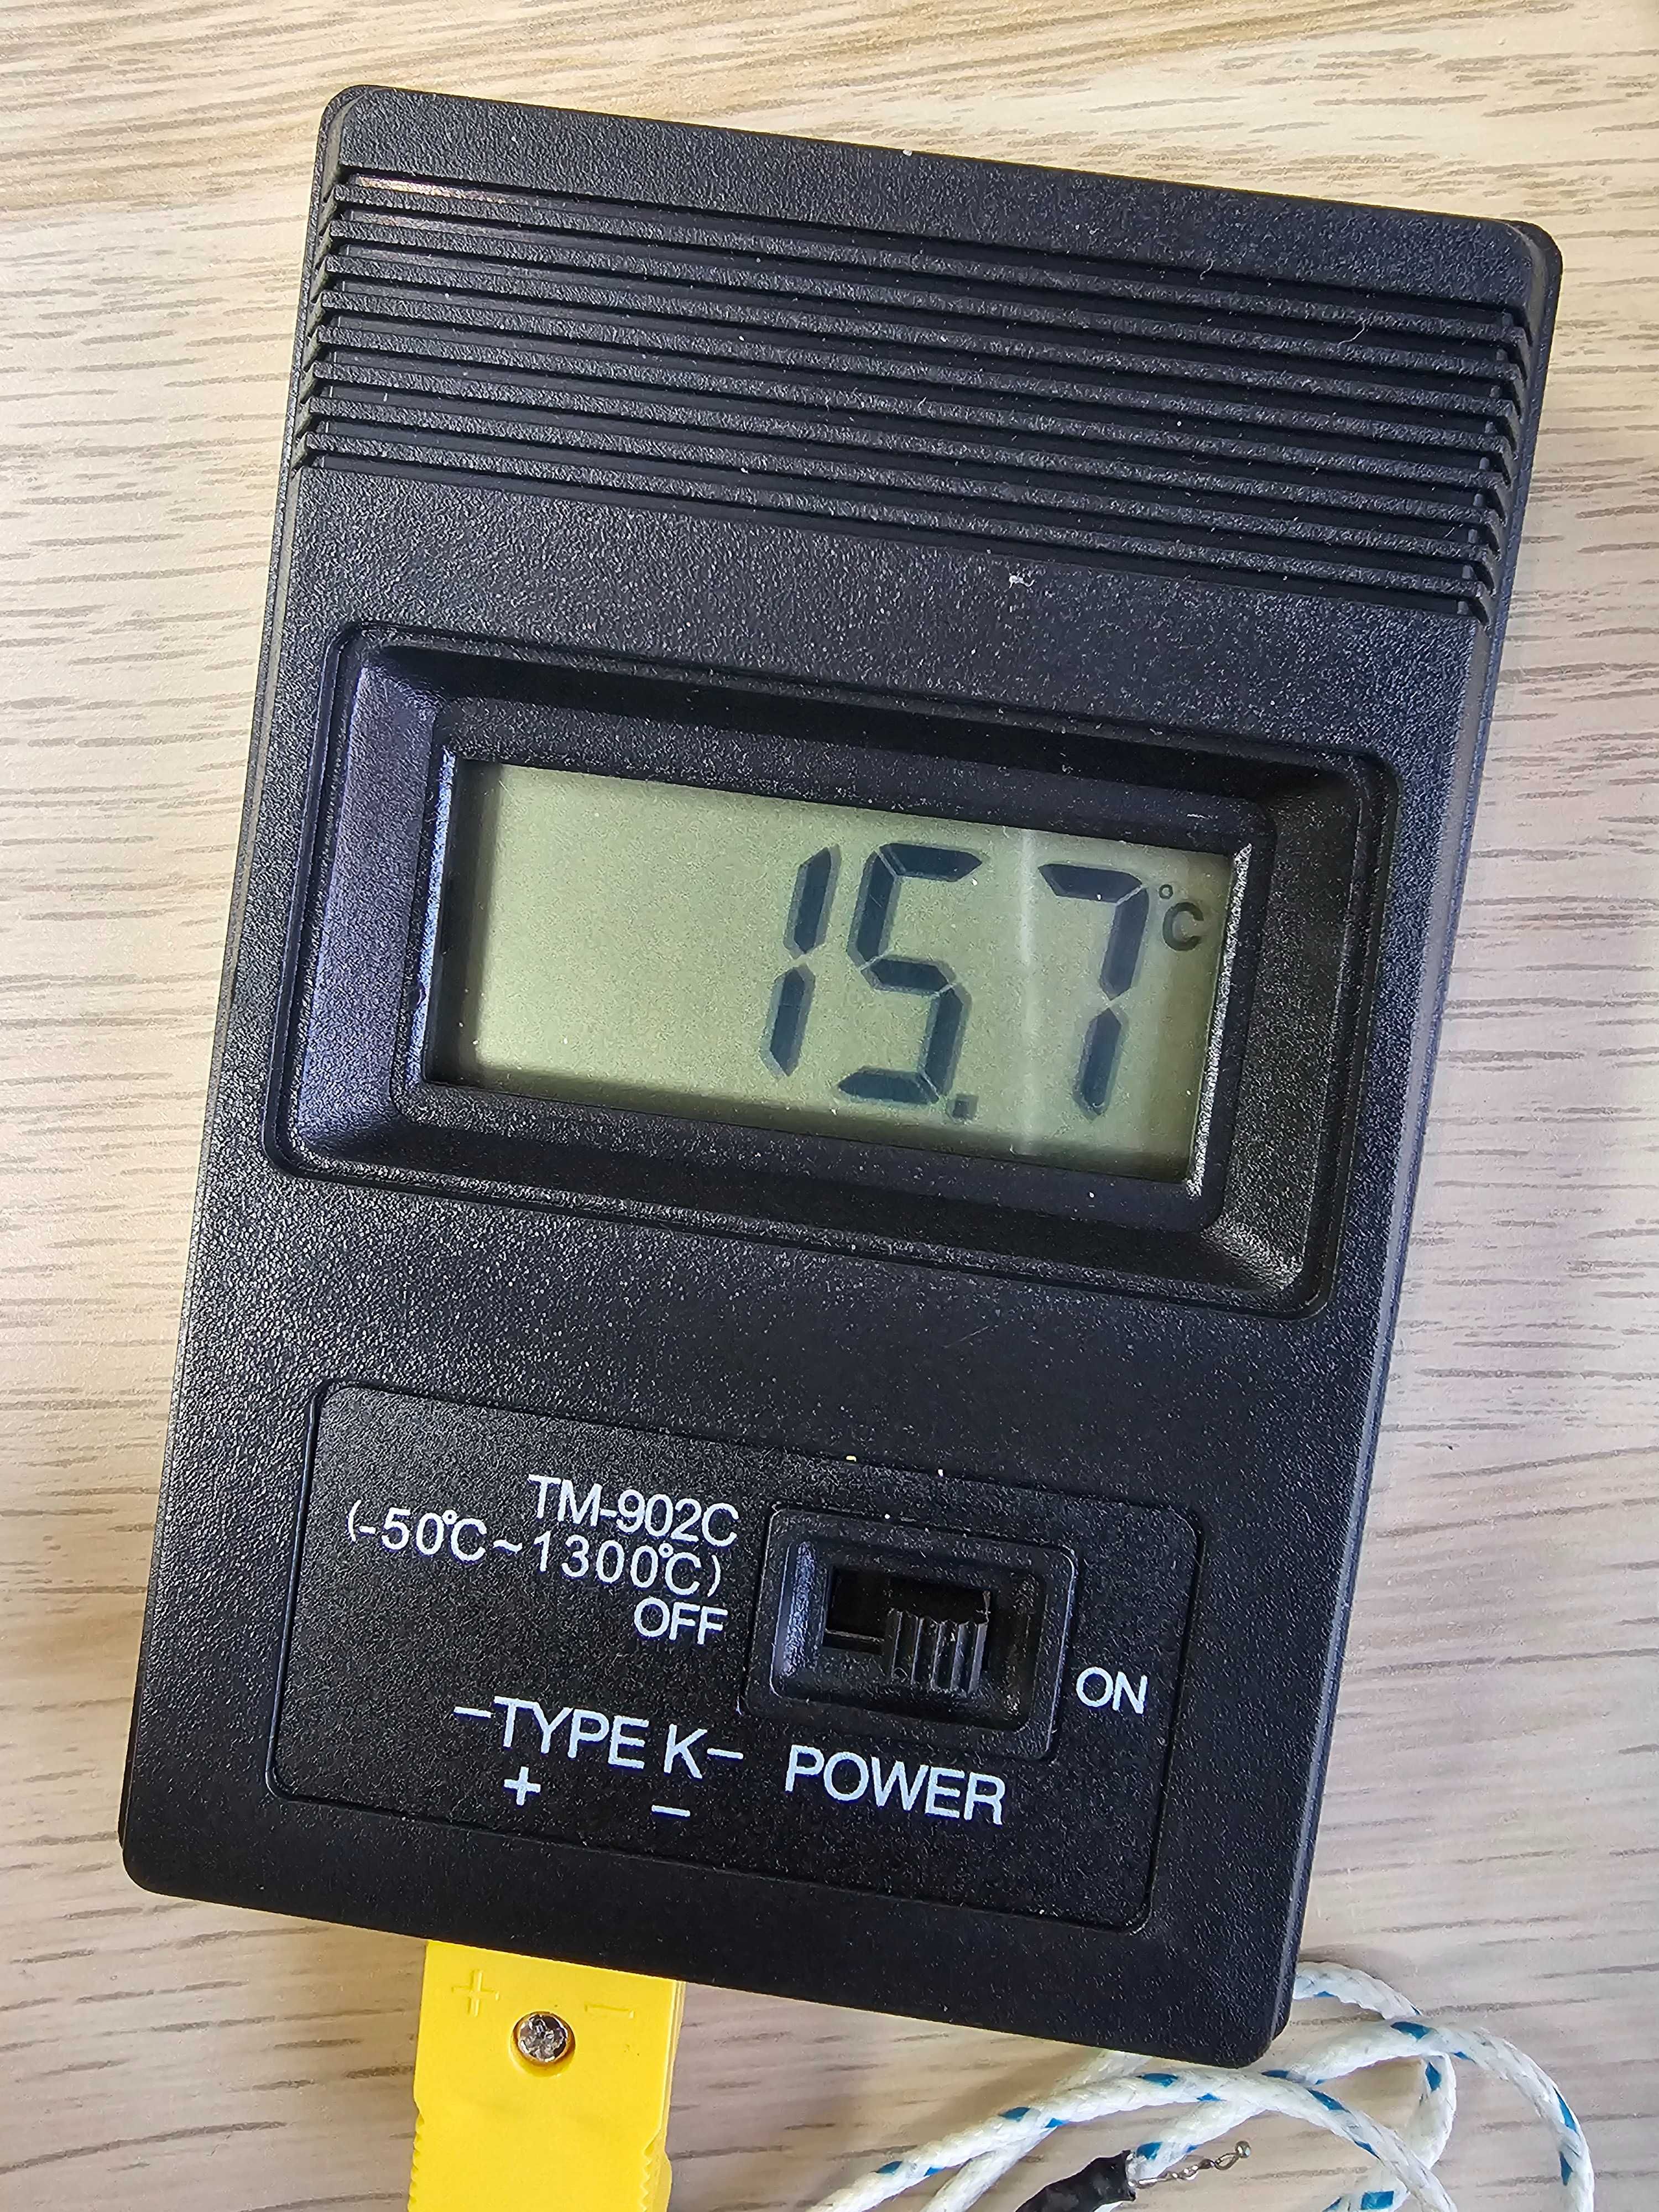 15.7 °C
TM-902C
(-50℃~1300℃)
OFF
ON
-TYPE K-
POWER
+ -
+ -